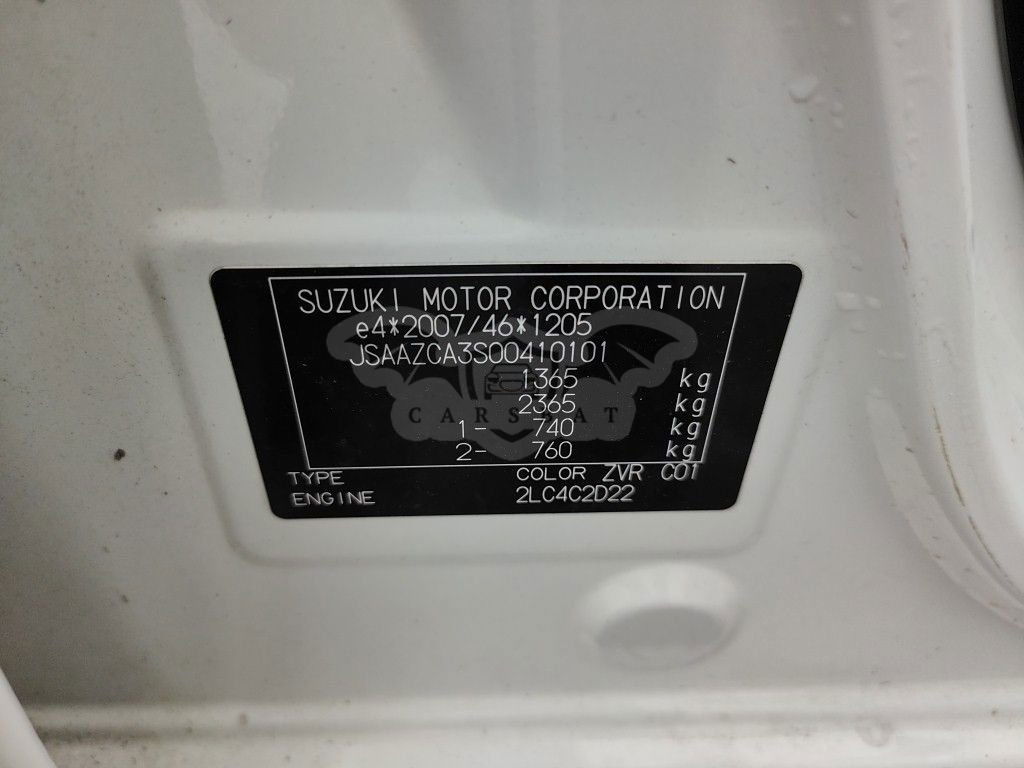 SUZUKI MOTOR CORPORATION
e4*2007/46*1205
JSAAZCA3S00410101
1365 kg
2365 kg
CARSBAT
1- 740 kg
2- 760 kg
TYPE COLOR ZVR C01
ENGINE 2LC4C2D22